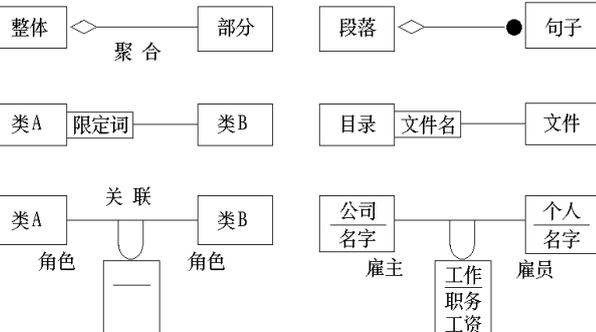 整体 部分 段落 句子
聚合
类A 限定词 类B 目录 文件名 文件
关联
类A 类B 公司 个人
名字 名字
角色 角色 雇主 雇员
工作
职务
工资